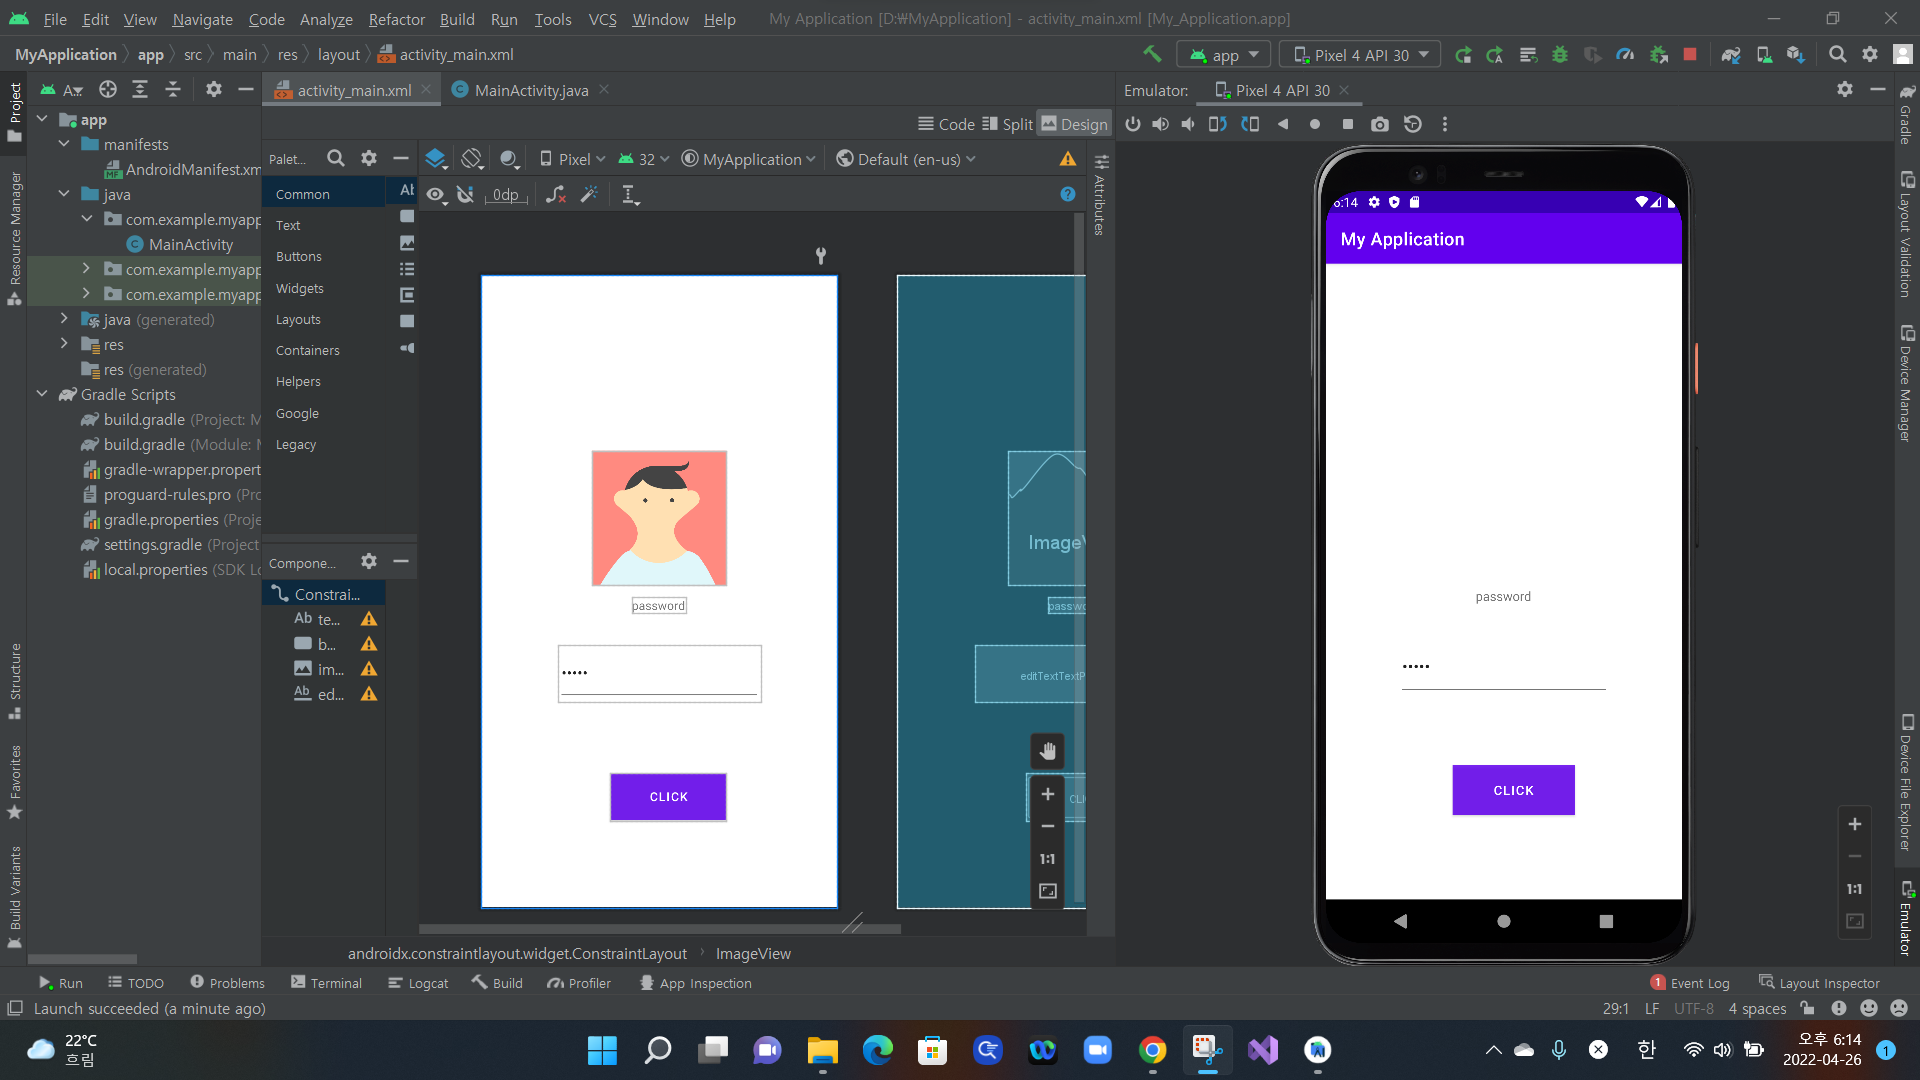 File Edit View Navigate Code Analyze Refactor Build Run Tools VCS Window Help My Application [D:₩MyApplication] - activity_main.xml [My_Application.app]
MyApplication app src main res layout activity_main.xml app Pixel 4 API 30
Project
A... activity_main.xml MainActivity.java
Emulator: Pixel 4 API 30
Code Split Design
app
manifests
AndroidManifest.xm
java
com.example.myapp
MainActivity
com.example.myapp
com.example.myapp
java (generated)
res
res (generated)
Gradle Scripts
build.gradle (Project: M
build.gradle (Module: M
gradle-wrapper.propert
proguard-rules.pro (Pro
gradle.properties (Proje
settings.gradle (Project
local.properties (SDK Lo
Resource Manager
Structure
Favorites
Build Variants
Palet...
Common
Text
Buttons
Widgets
Layouts
Containers
Helpers
Google
Legacy
Ab
Compone...
Constrai...
Ab te...
b...
im...
Ab ed...
Pixel 32 MyApplication Default (en-us)
0dp
Attributes
password
•••••
CLICK
ImageV
passwo
editTextTextP
CLI
1:1
androidx.constraintlayout.widget.ConstraintLayout ImageView
6:14
My Application
password
•••••
CLICK
1:1
Gradle
Layout Validation
Device Manager
Device File Explorer
Emulator
Run TODO Problems Terminal Logcat Build Profiler App Inspection 1 Event Log Layout Inspector
Launch succeeded (a minute ago) 29:1 LF UTF-8 4 spaces
22°C
흐림
한
오후 6:14
2022-04-26
1